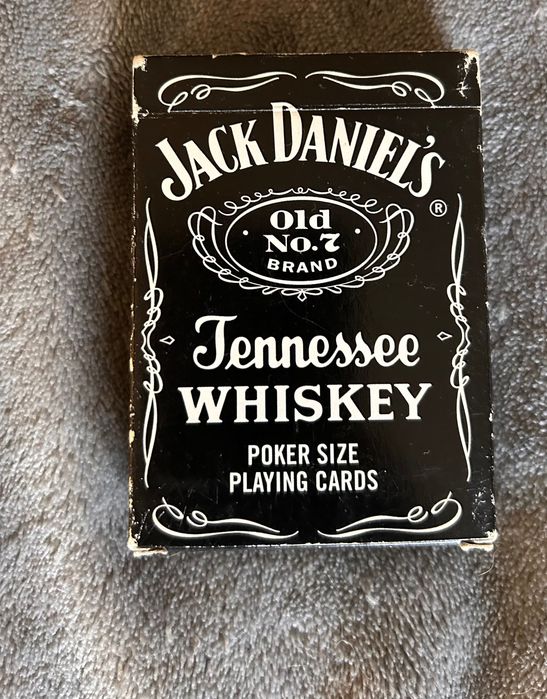 JACK DANIEL'S
®
Old
No.7
BRAND
Tennessee
WHISKEY
POKER SIZE
PLAYING CARDS